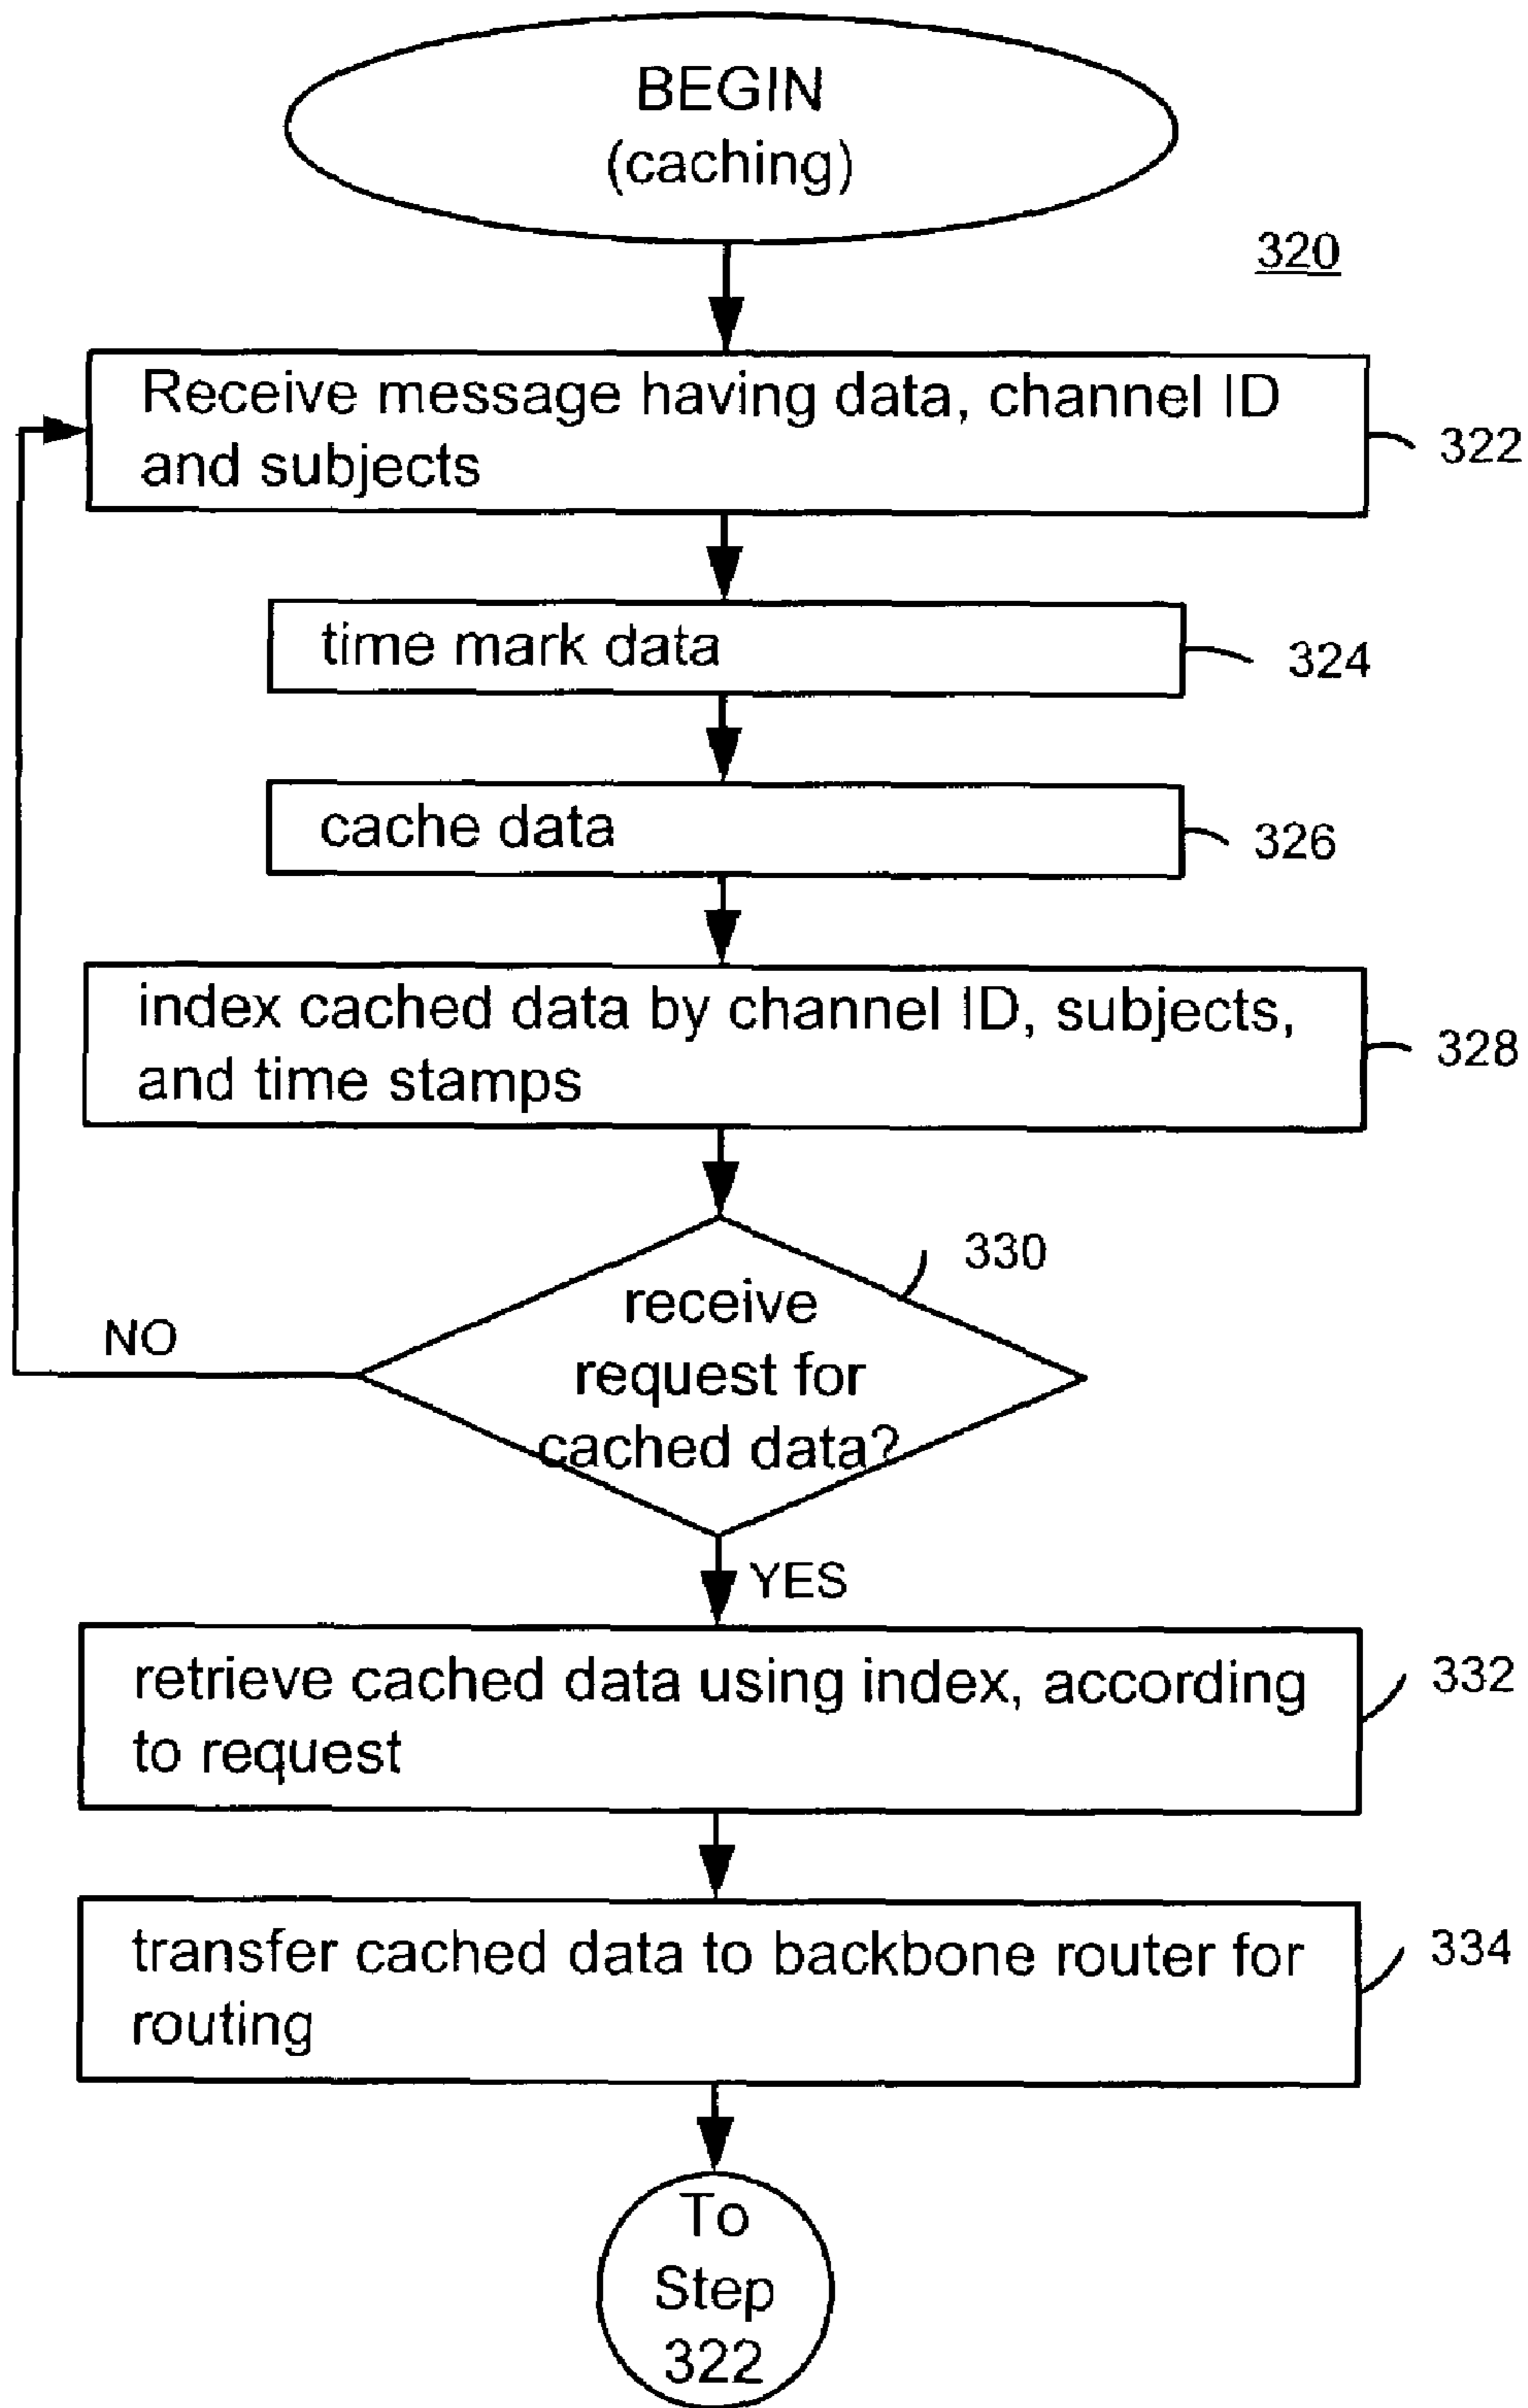 BEGIN
(caching)
320
Receive message having data, channel ID
and subjects
322
time mark data
324
cache data
326
index cached data by channel ID, subjects,
and time stamps
328
330
receive
request for
cached data?
NO
YES
retrieve cached data using index, according
to request
332
transfer cached data to backbone router for
routing
334
To
Step
322